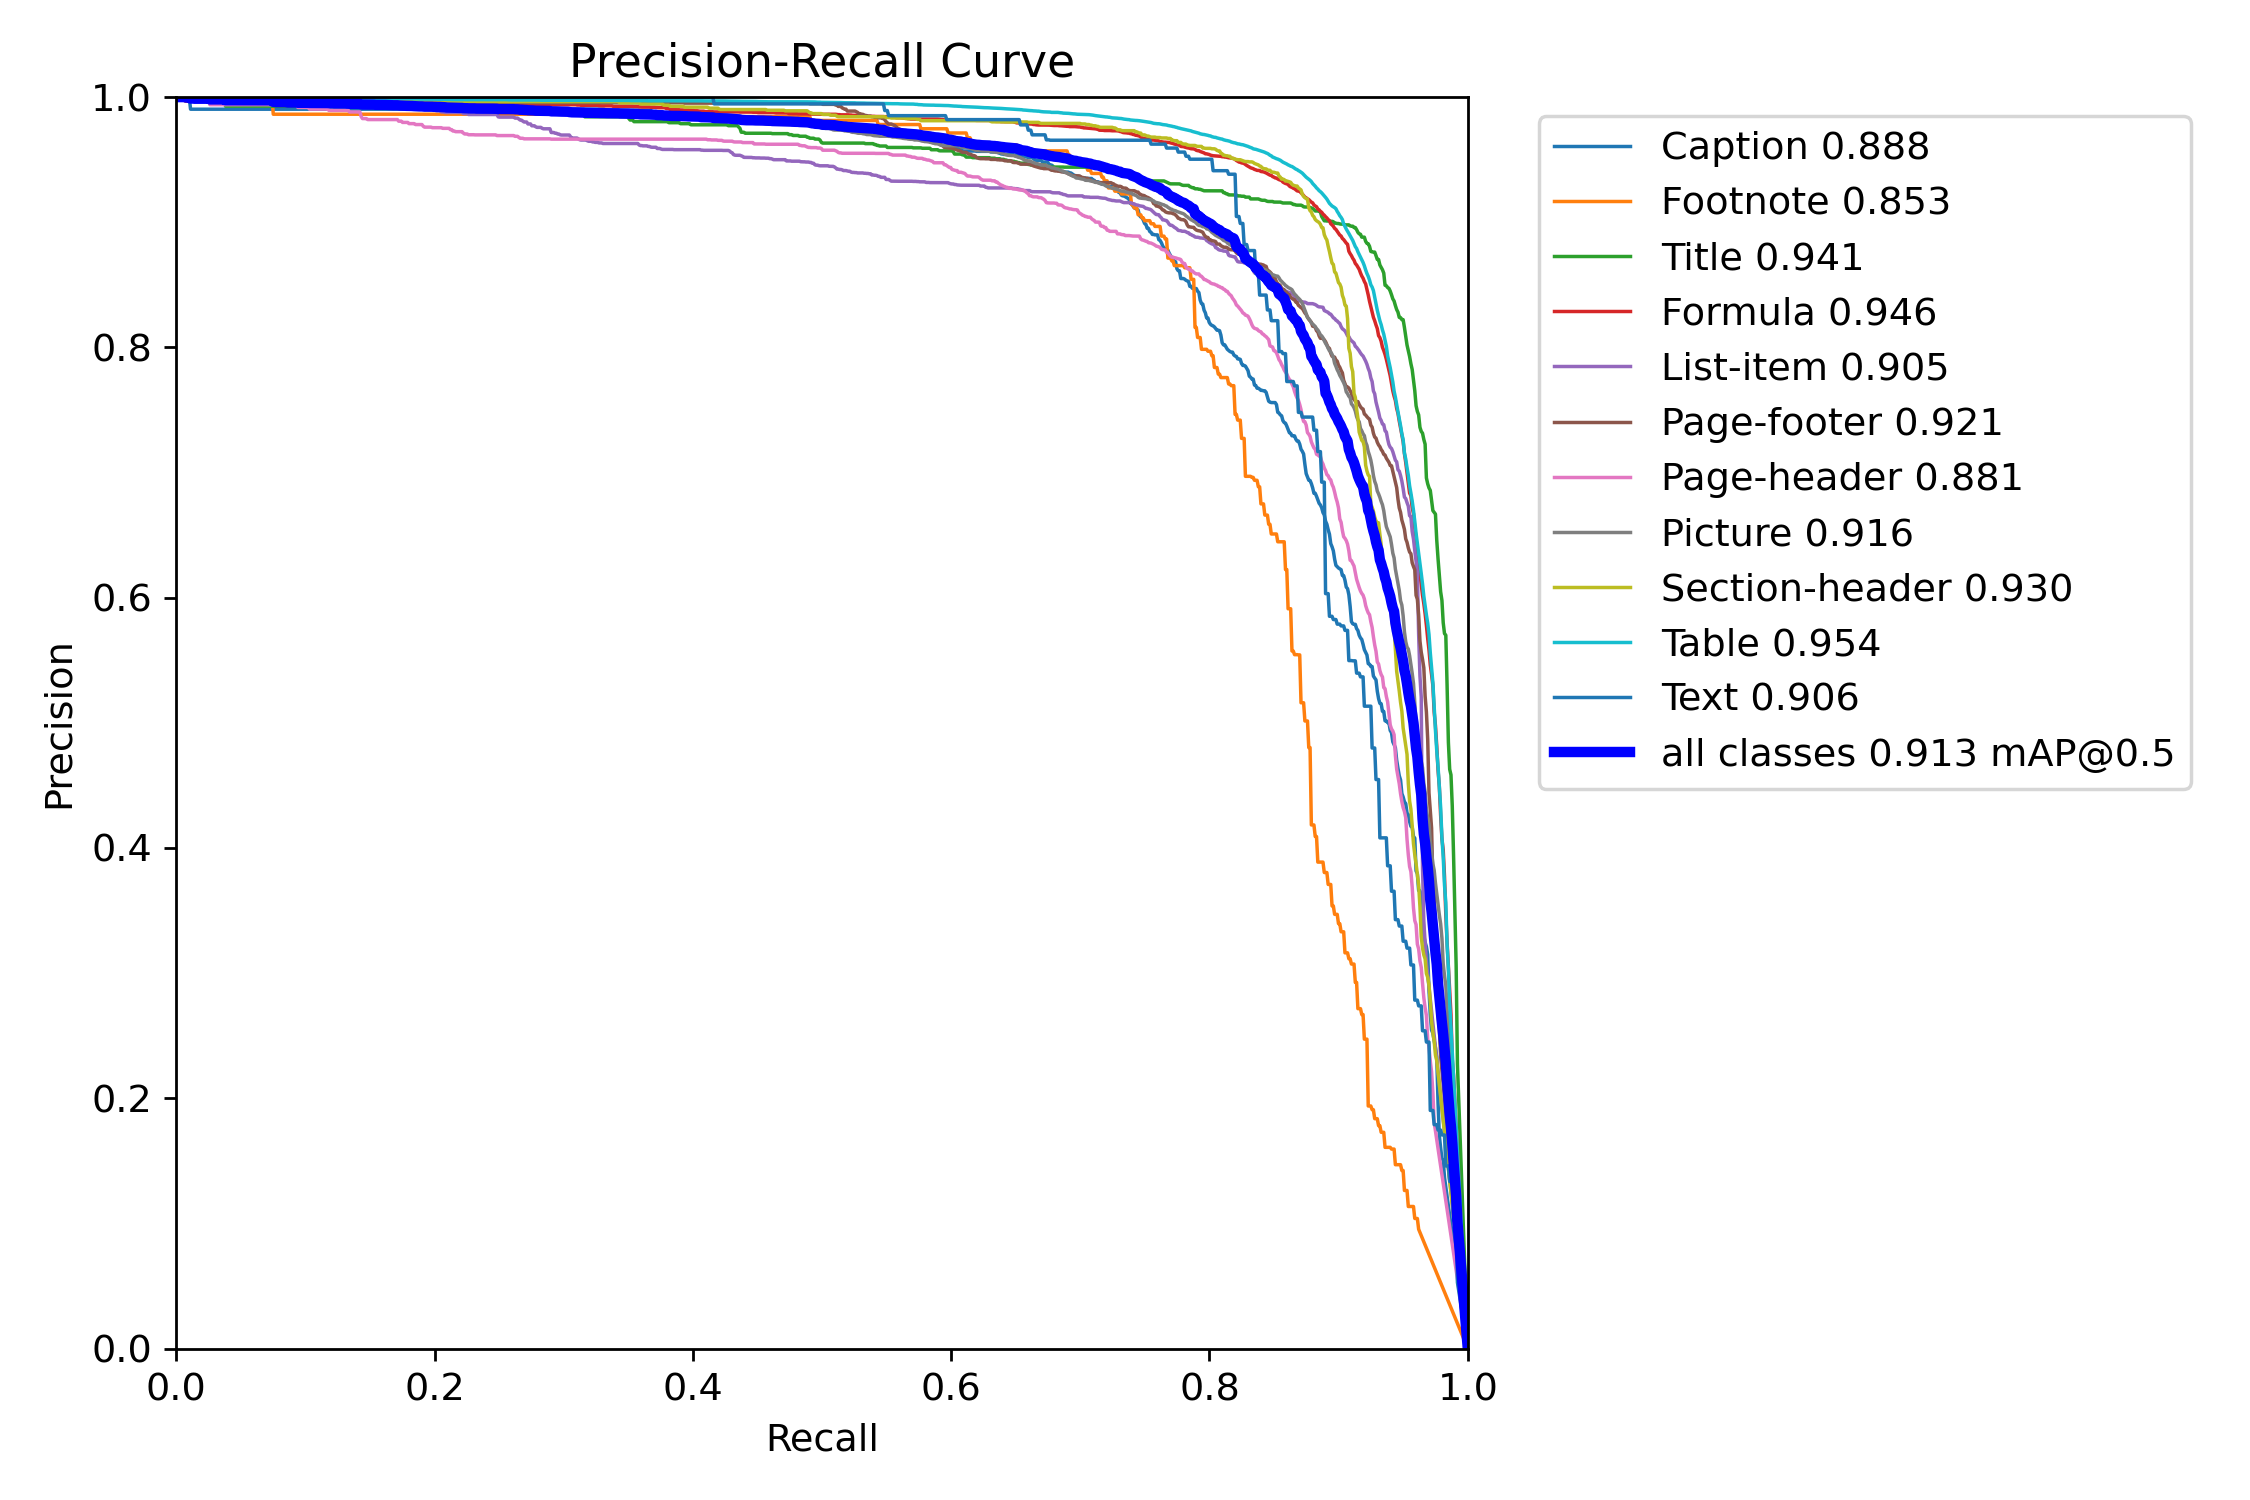 Precision-Recall Curve
1.0
0.8
0.6
0.4
0.2
0.0
Precision
0.0 0.2 0.4 0.6 0.8 1.0
Recall
Caption 0.888
Footnote 0.853
Title 0.941
Formula 0.946
List-item 0.905
Page-footer 0.921
Page-header 0.881
Picture 0.916
Section-header 0.930
Table 0.954
Text 0.906
all classes 0.913 mAP@0.5